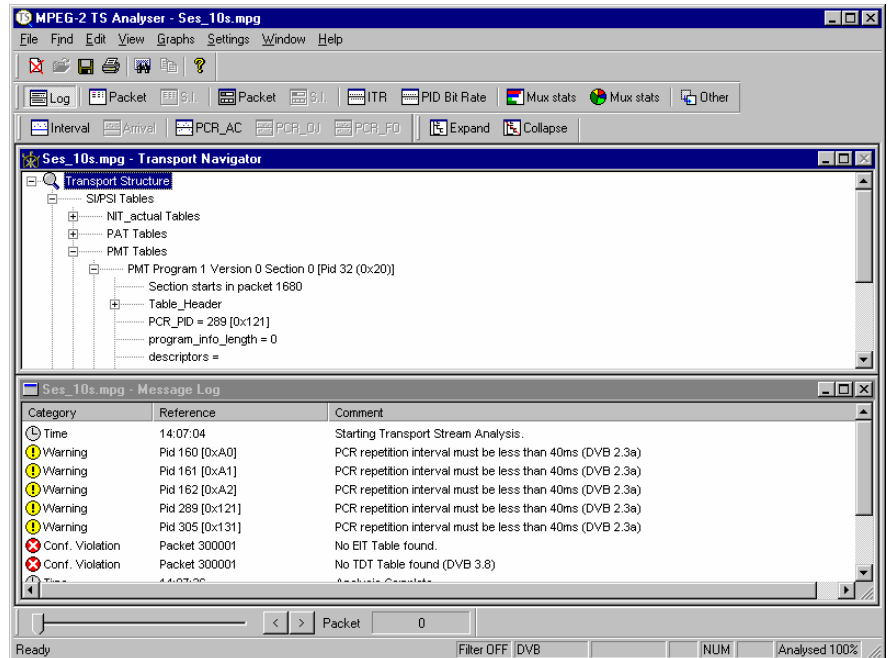 MPEG-2 TS Analyser - Ses_10s.mpg
File Find Edit View Graphs Settings Window Help
Log Packet S.I. Packet S.I. ITR PID Bit Rate Mux stats Mux stats Other
Interval Arrival PCR_AC PCR_OJ PCR_FO Expand Collapse
Ses_10s.mpg - Transport Navigator
Transport Structure
SI/PSI Tables
NIT_actual Tables
PAT Tables
PMT Tables
PMT Program 1 Version 0 Section 0 [Pid 32 (0x20)]
Section starts in packet 1680
Table_Header
PCR_PID = 289 [0x121]
program_info_length = 0
descriptors =
Ses_10s.mpg - Message Log
Category Reference Comment
Time 14:07:04 Starting Transport Stream Analysis.
Warning Pid 160 [0xA0] PCR repetition interval must be less than 40ms (DVB 2.3a)
Warning Pid 161 [0xA1] PCR repetition interval must be less than 40ms (DVB 2.3a)
Warning Pid 162 [0xA2] PCR repetition interval must be less than 40ms (DVB 2.3a)
Warning Pid 289 [0x121] PCR repetition interval must be less than 40ms (DVB 2.3a)
Warning Pid 305 [0x131] PCR repetition interval must be less than 40ms (DVB 2.3a)
Conf. Violation Packet 300001 No EIT Table found.
Conf. Violation Packet 300001 No TDT Table found (DVB 3.8)
Time Analysis Complete
< > Packet 0
Ready Filter OFF DVB NUM Analysed 100%